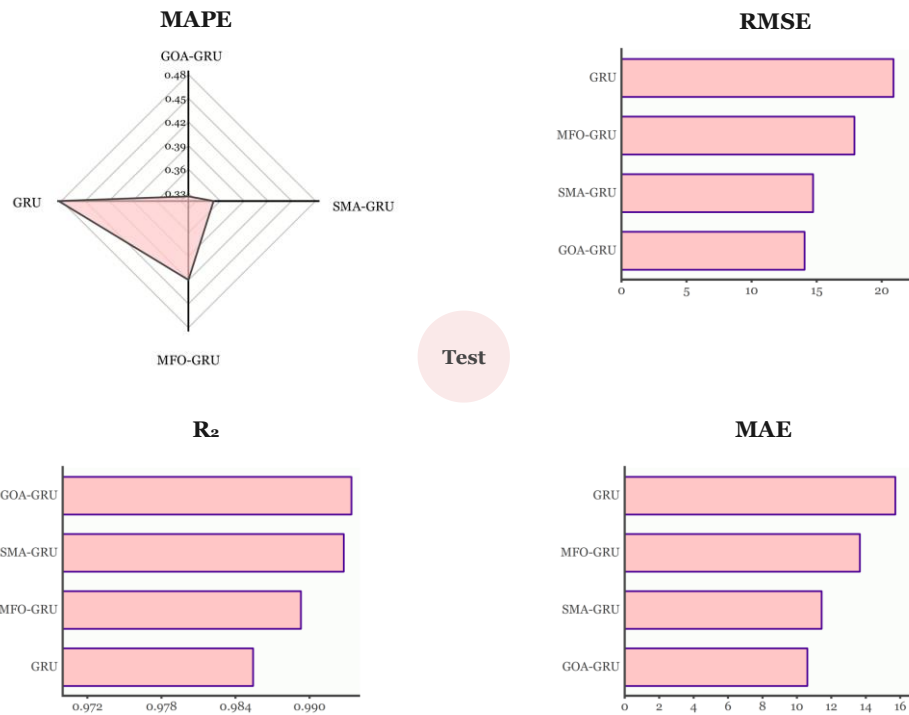 MAPE
GOA-GRU
0.48
0.45
0.42
0.39
0.36
0.33
GRU
SMA-GRU
MFO-GRU
RMSE
GRU
MFO-GRU
SMA-GRU
GOA-GRU
0 5 10 15 20
Test
R₂
GOA-GRU
SMA-GRU
MFO-GRU
GRU
0.972 0.978 0.984 0.990
MAE
GRU
MFO-GRU
SMA-GRU
GOA-GRU
0 2 4 6 8 10 12 14 16